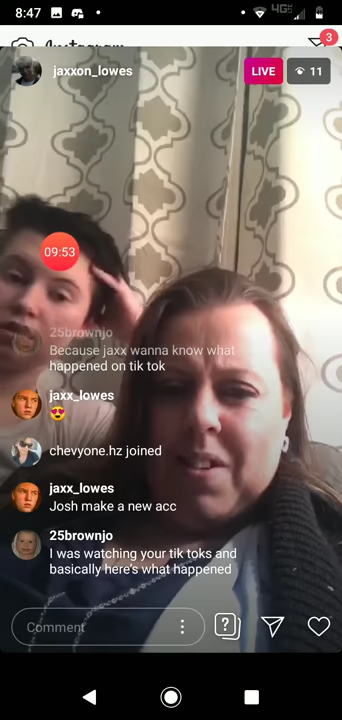 8:47
4G
3
Instagram
jaxxon_lowes
LIVE
11
09:53
25brownjo
Because jaxx wanna know what
happened on tik tok
jaxx_lowes
😍
chevyone.hz joined
jaxx_lowes
Josh make a new acc
25brownjo
I was watching your tik toks and
basically here's what happened
Comment